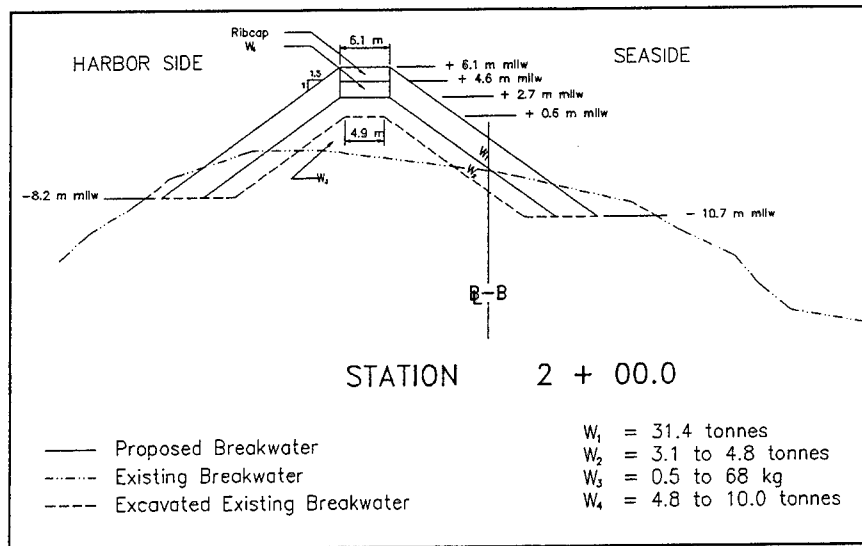 Ribcap
W₄
6.1 m
HARBOR SIDE
SEASIDE
1.5
1
+ 6.1 m mllw
+ 4.6 m mllw
+ 2.7 m mllw
+ 0.6 m mllw
4.9 m
W₁
W₂
W₃
-8.2 m mllw
- 10.7 m mllw
B-B
STATION 2 + 00.0
Proposed Breakwater
Existing Breakwater
Excavated Existing Breakwater
W₁ = 31.4 tonnes
W₂ = 3.1 to 4.8 tonnes
W₃ = 0.5 to 68 kg
W₄ = 4.8 to 10.0 tonnes